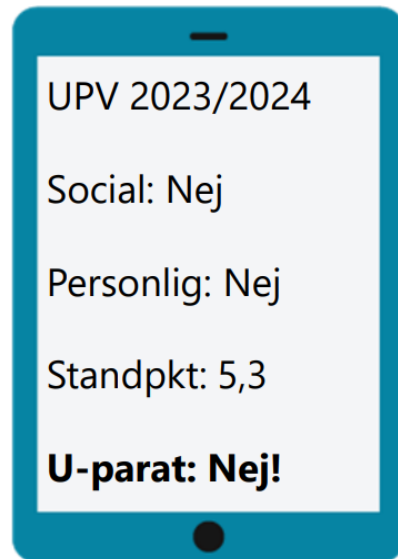 UPV 2023/2024
Social: Nej
Personlig: Nej
Standpkt: 5,3
U-parat: Nej!